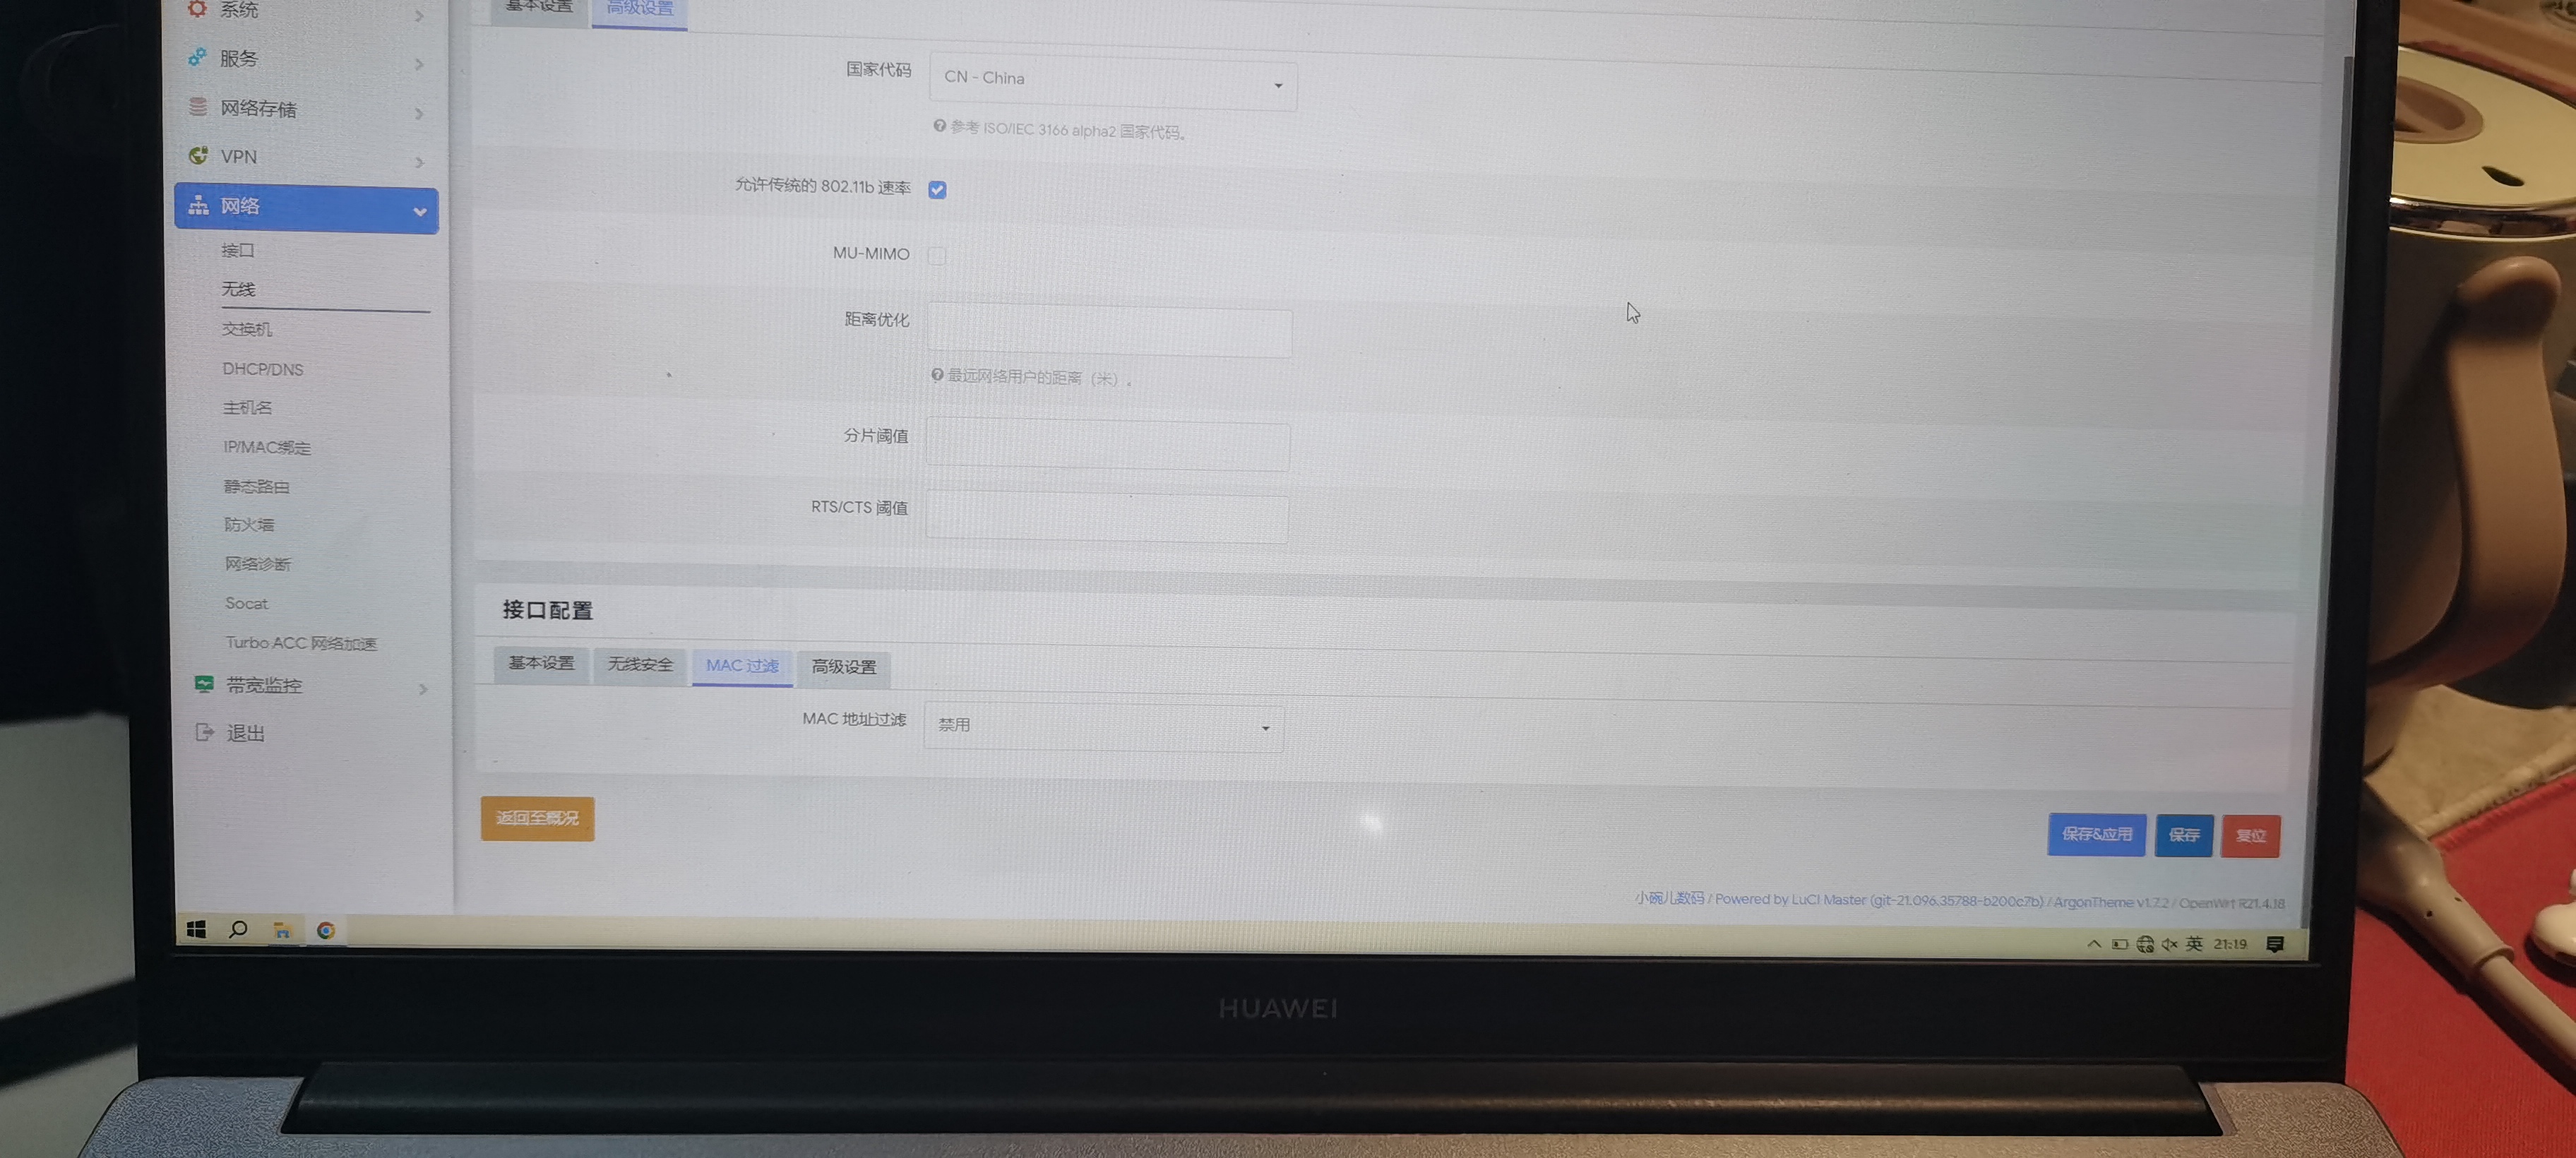 系统
服务
网络存储
VPN
网络
接口
无线
交换机
DHCP/DNS
主机名
IP/MAC绑定
静态路由
防火墙
网络诊断
Socat
Turbo ACC 网络加速
带宽监控
退出
基本设置 高级设置
国家代码 CN - China
参考 ISO/IEC 3166 alpha2 国家代码。
允许传统的 802.11b 速率
MU-MIMO
距离优化
最远网络用户的距离（米）。
分片阈值
RTS/CTS 阈值
接口配置
基本设置 无线安全 MAC 过滤 高级设置
MAC 地址过滤 禁用
返回至概况
保存&应用 保存 复位
小碗儿数码 / Powered by LuCI Master (git-21.096.35788-b200c7b) / ArgonTheme v1.7.2 / OpenWrt R21.4.18
英 21:19
HUAWEI